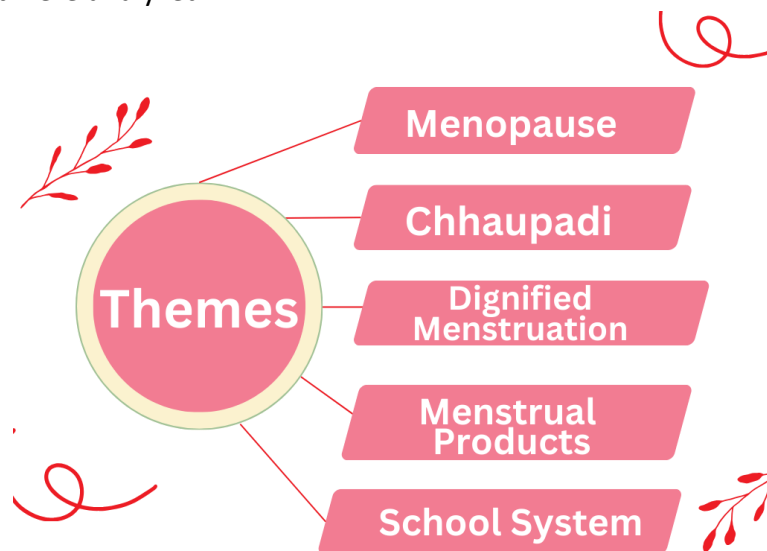 Menopause
Chhaupadi
Themes
Dignified
Menstruation
Menstrual
Products
School System